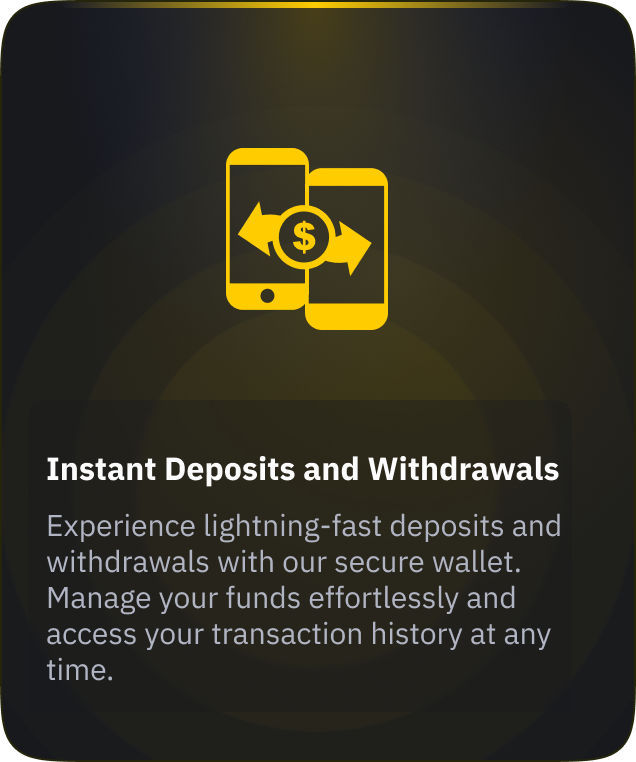 $
Instant Deposits and Withdrawals
Experience lightning-fast deposits and
withdrawals with our secure wallet.
Manage your funds effortlessly and
access your transaction history at any
time.